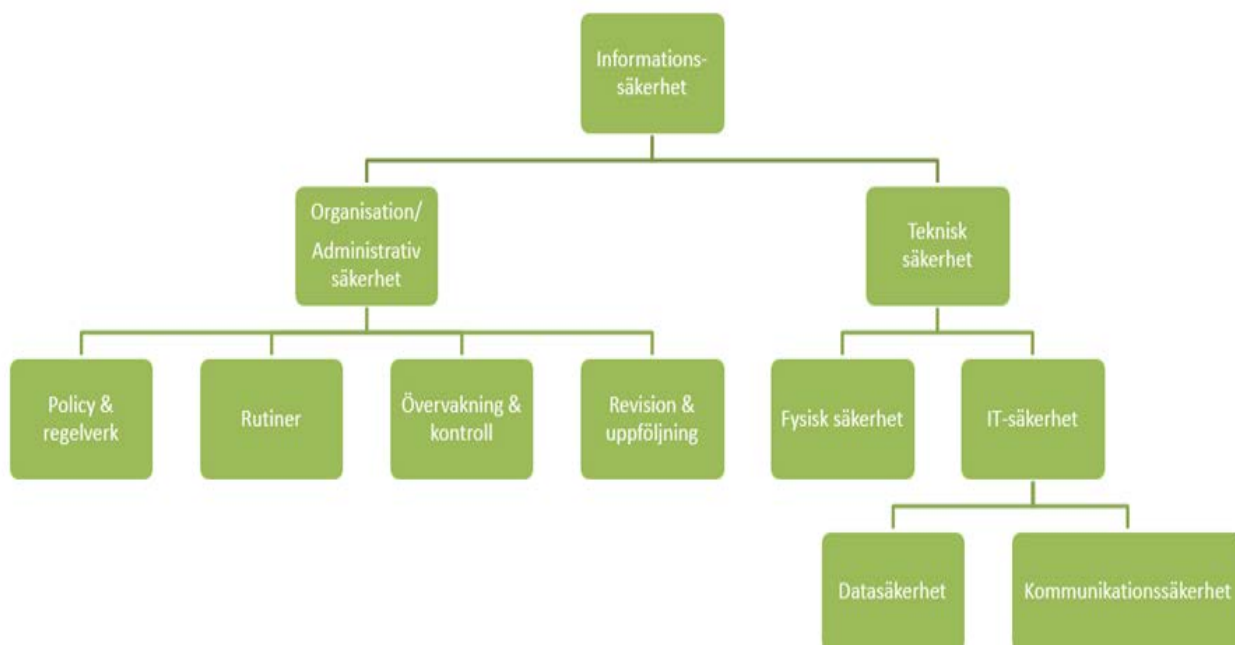 Informations-
säkerhet
Organisation/
Administrativ
säkerhet
Teknisk
säkerhet
Policy &
regelverk
Rutiner
Övervakning &
kontroll
Revision &
uppföljning
Fysisk säkerhet
IT-säkerhet
Datasäkerhet
Kommunikationssäkerhet